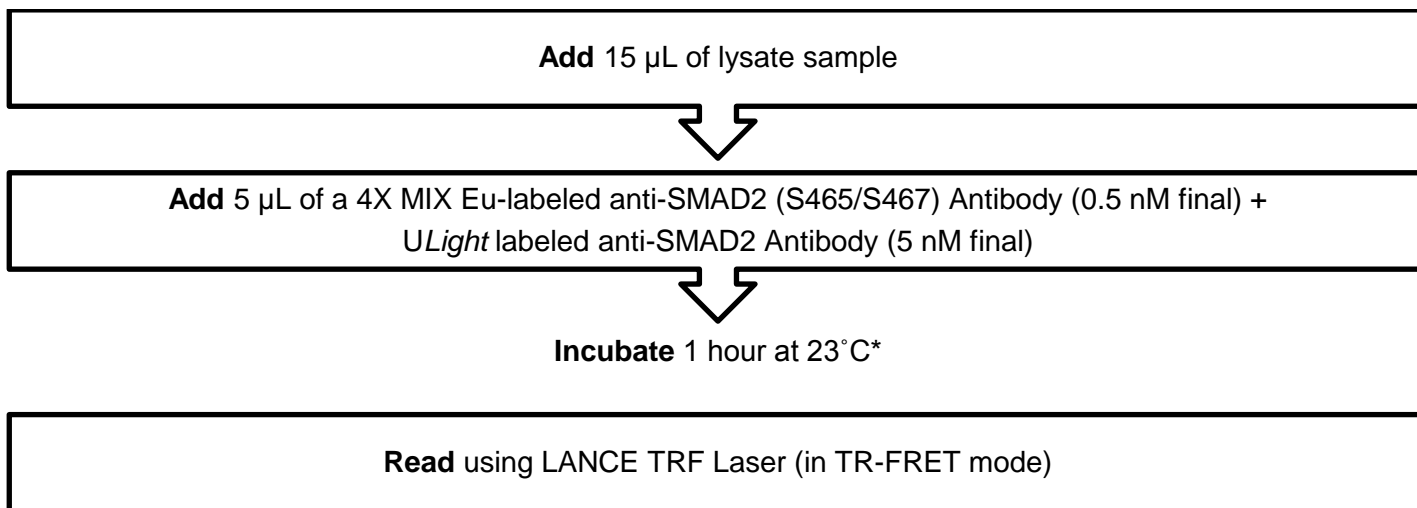 Add 15 µL of lysate sample
Add 5 µL of a 4X MIX Eu-labeled anti-SMAD2 (S465/S467) Antibody (0.5 nM final) +
ULight labeled anti-SMAD2 Antibody (5 nM final)
Incubate 1 hour at 23˚C*
Read using LANCE TRF Laser (in TR-FRET mode)